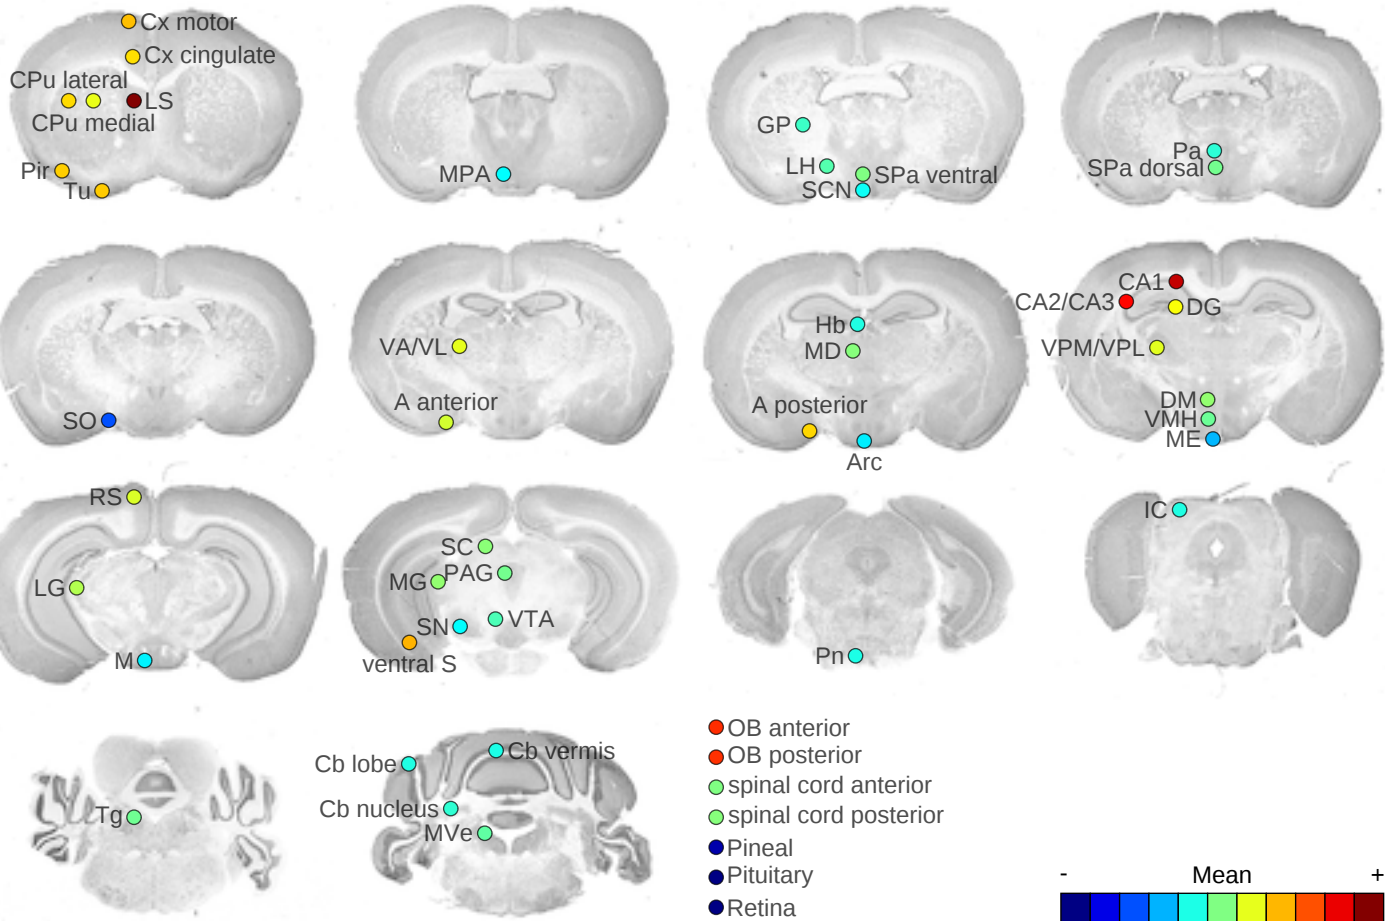 Cx motor
Cx cingulate
CPu lateral
LS
CPu medial
Pir
Tu
MPA
GP
LH
SPa ventral
SCN
Pa
SPa dorsal
SO
VA/VL
A anterior
Hb
MD
A posterior
Arc
CA1
CA2/CA3
DG
VPM/VPL
DM
VMH
ME
RS
LG
M
SC
MG
PAG
SN
VTA
ventral S
Pn
IC
Tg
Cb lobe
Cb vermis
Cb nucleus
MVe
OB anterior
OB posterior
spinal cord anterior
spinal cord posterior
Pineal
Pituitary
Retina
- Mean +